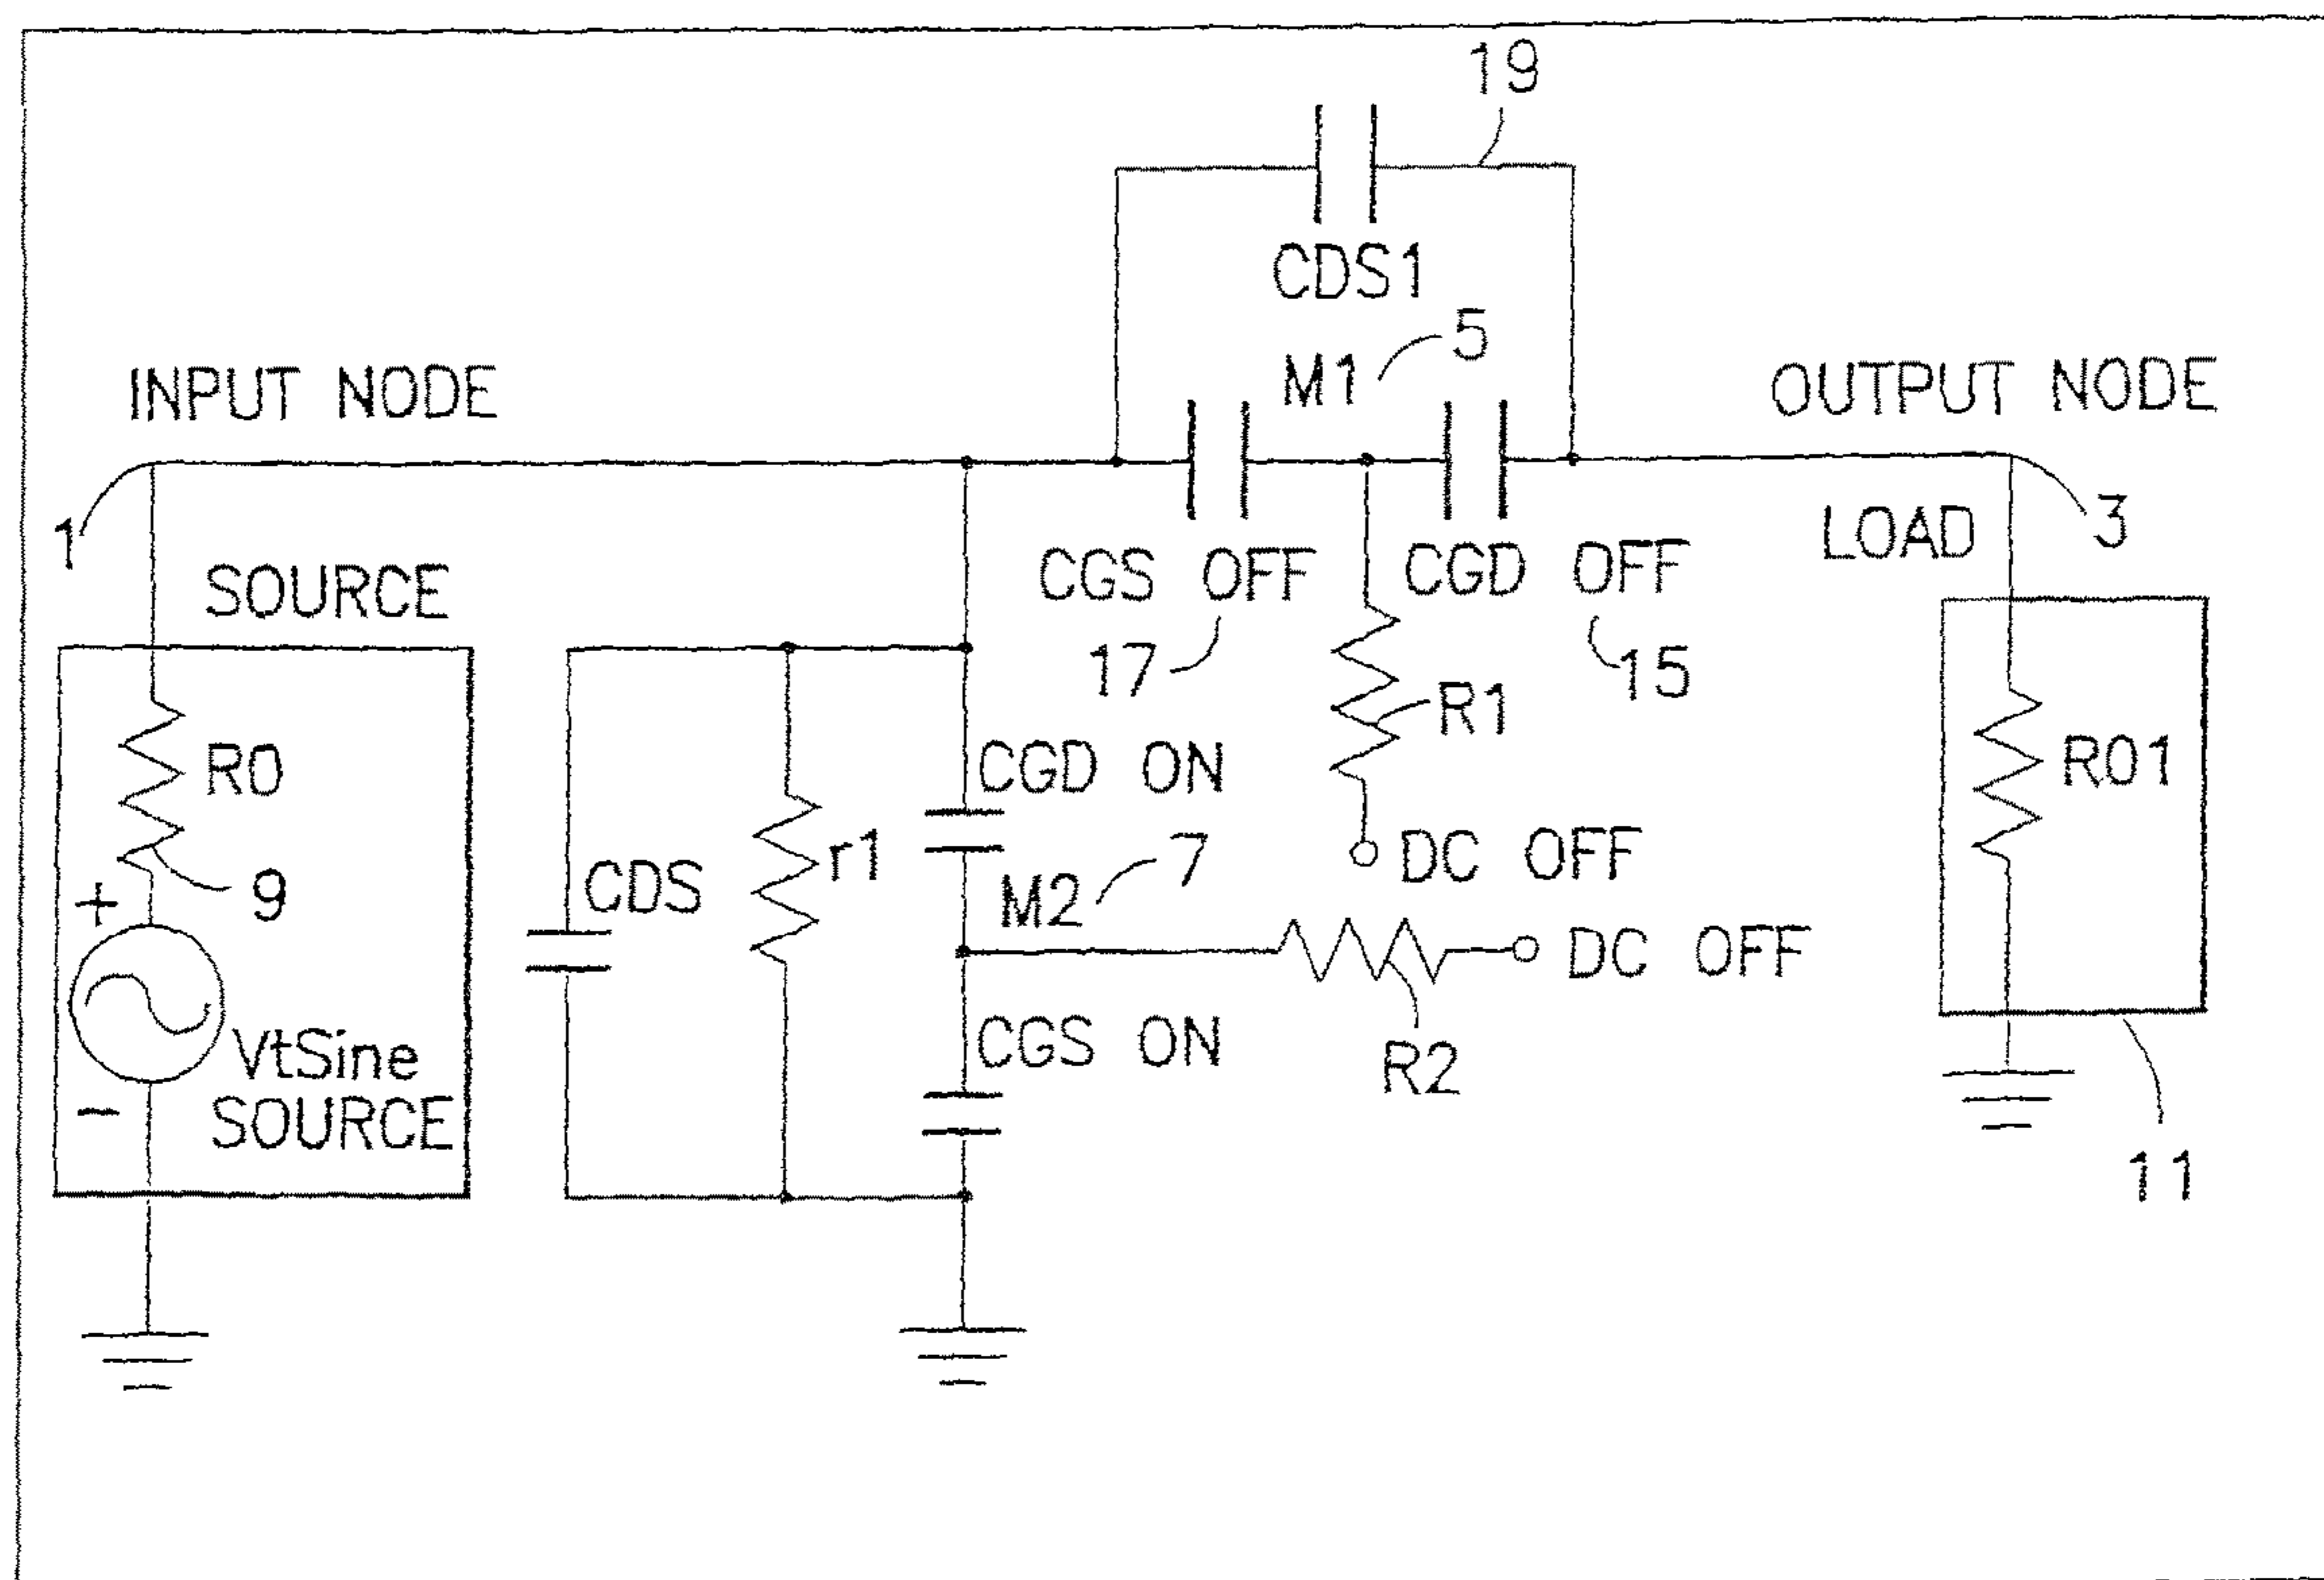 19
CDS1
M1 5
INPUT NODE
OUTPUT NODE
1
3
SOURCE
CGS OFF
CGD OFF
LOAD
17
15
R1
R0
CGD ON
R01
9
+
CDS
r1
M2 7
DC OFF
DC OFF
VtSine
SOURCE
−
CGS ON
R2
11